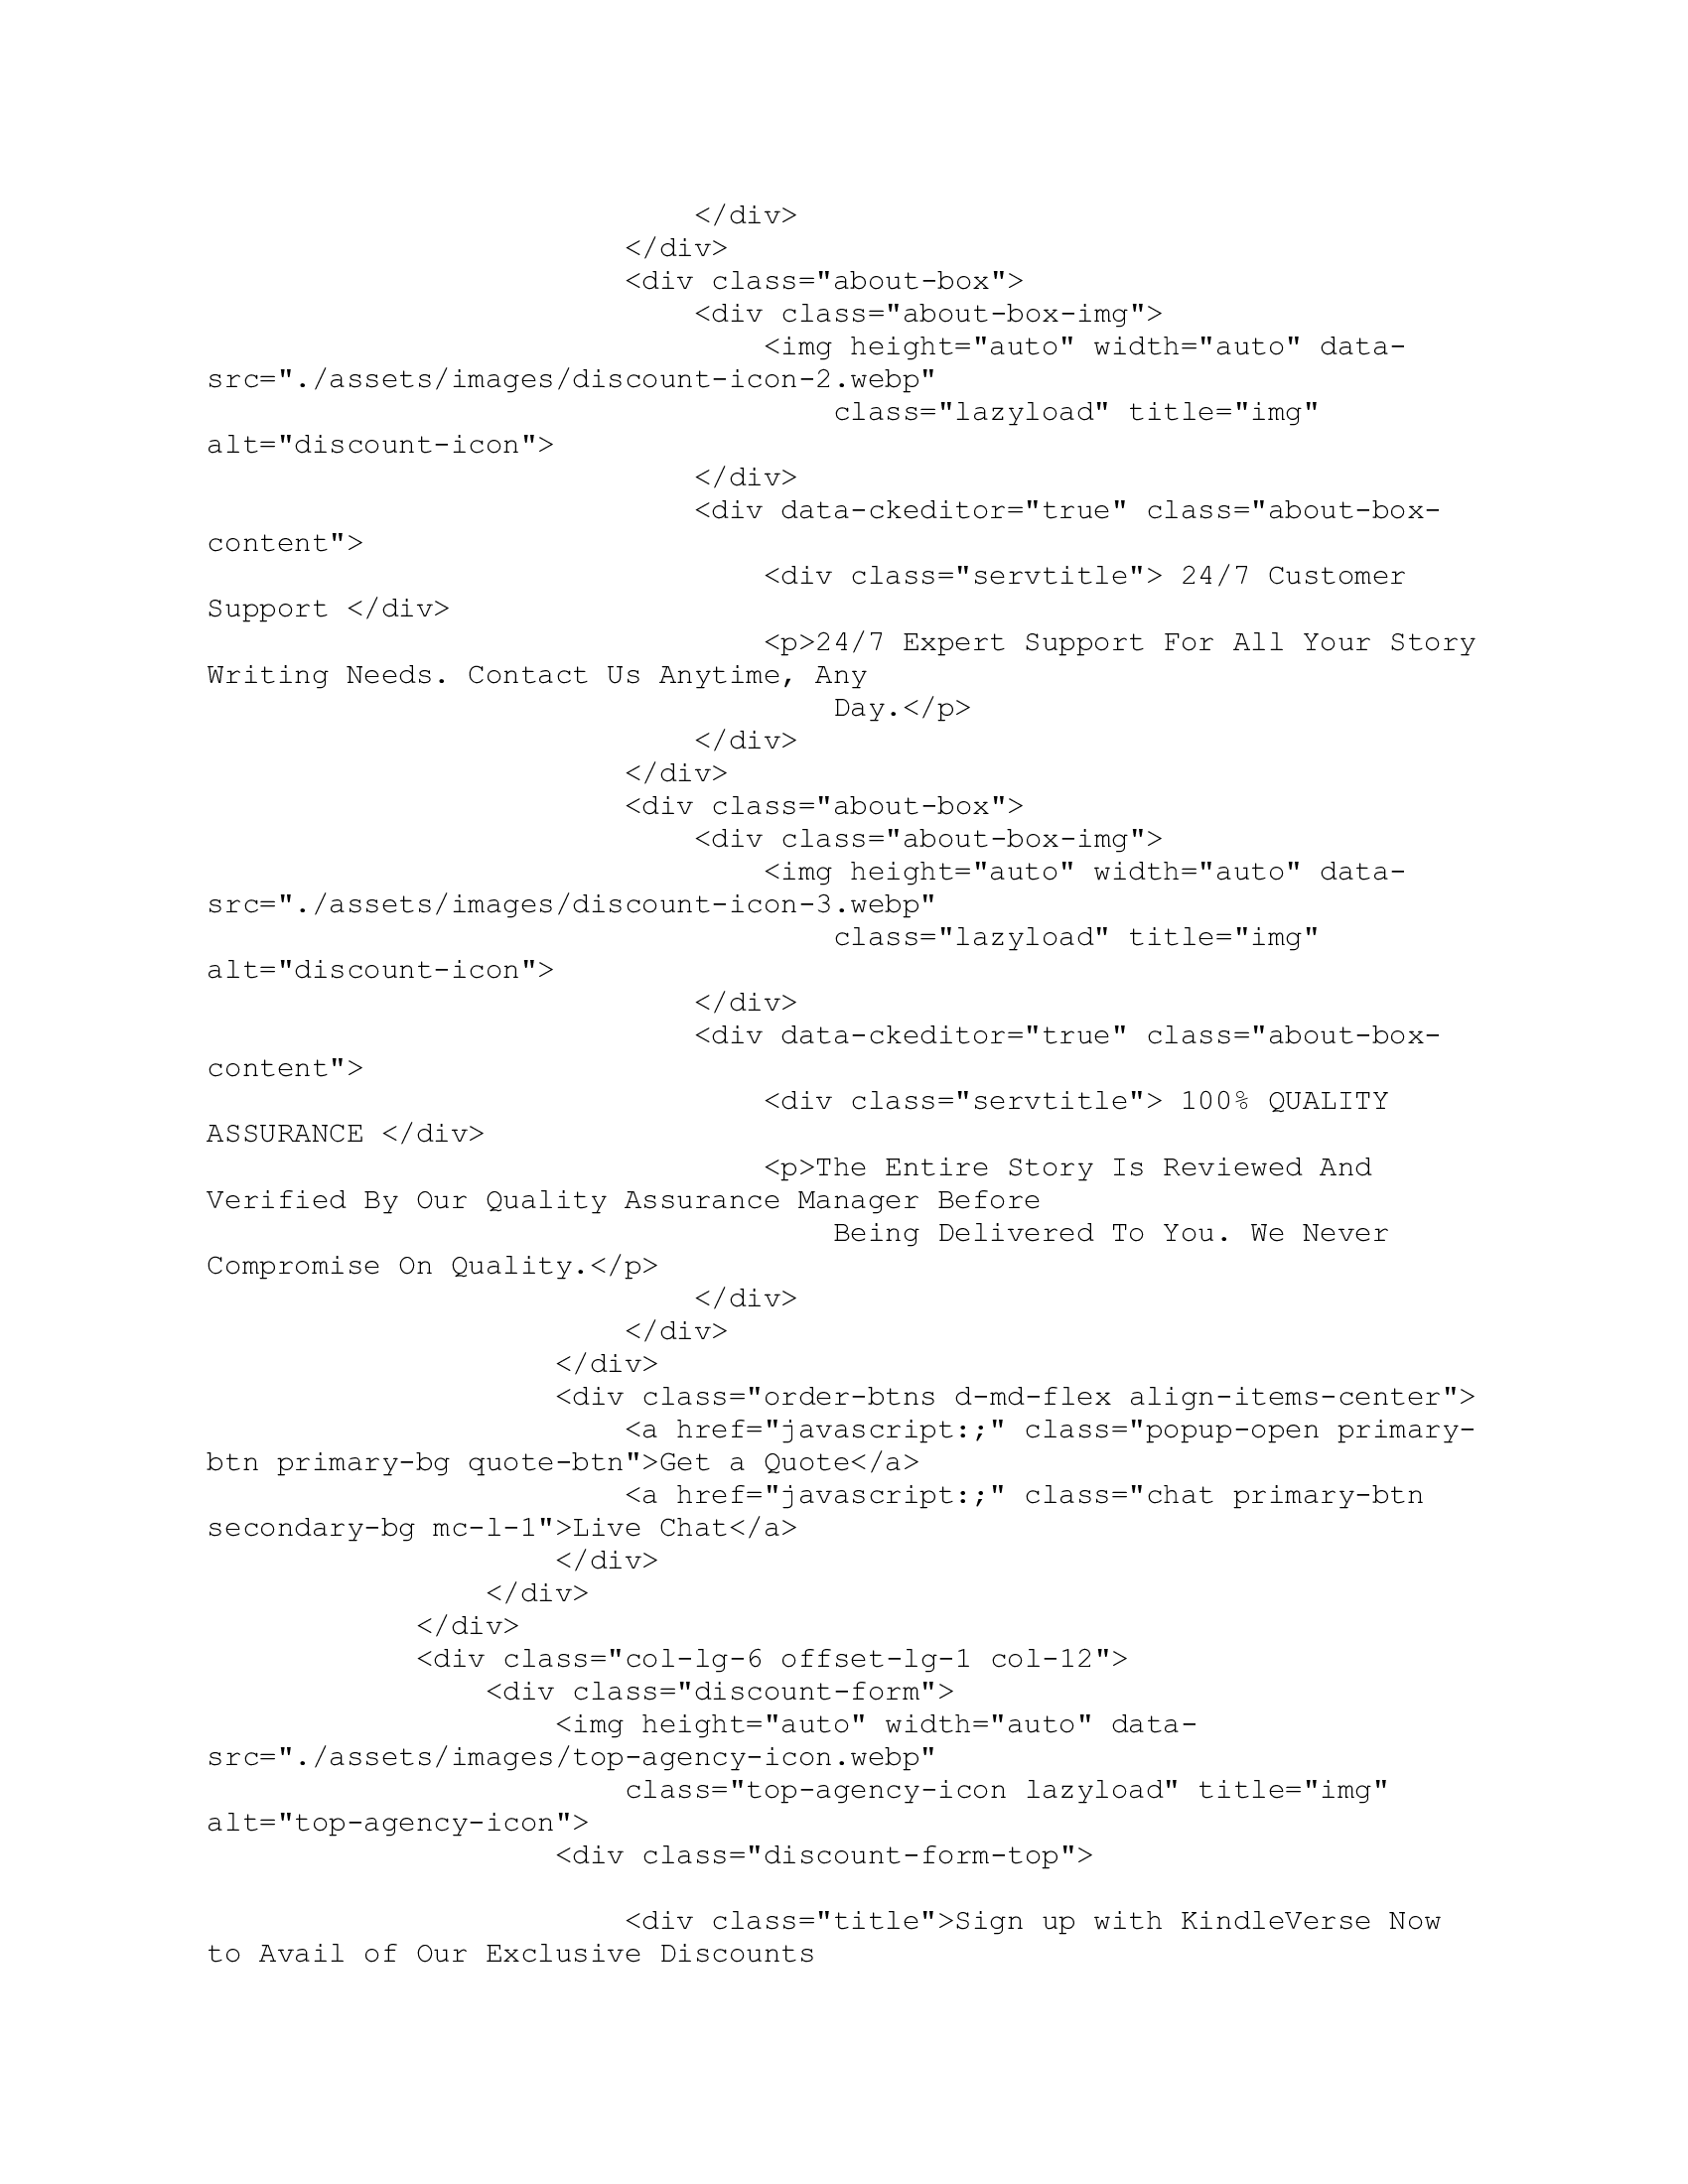 </div>
</div>
<div class="about-box">
<div class="about-box-img">
<img height="auto" width="auto" data-
src="./assets/images/discount-icon-2.webp"
class="lazyload" title="img"
alt="discount-icon">
</div>
<div data-ckeditor="true" class="about-box-
content">
<div class="servtitle"> 24/7 Customer
Support </div>
<p>24/7 Expert Support For All Your Story
Writing Needs. Contact Us Anytime, Any
Day.</p>
</div>
</div>
<div class="about-box">
<div class="about-box-img">
<img height="auto" width="auto" data-
src="./assets/images/discount-icon-3.webp"
class="lazyload" title="img"
alt="discount-icon">
</div>
<div data-ckeditor="true" class="about-box-
content">
<div class="servtitle"> 100% QUALITY
ASSURANCE </div>
<p>The Entire Story Is Reviewed And
Verified By Our Quality Assurance Manager Before
Being Delivered To You. We Never
Compromise On Quality.</p>
</div>
</div>
</div>
<div class="order-btns d-md-flex align-items-center">
<a href="javascript:;" class="popup-open primary-
btn primary-bg quote-btn">Get a Quote</a>
<a href="javascript:;" class="chat primary-btn
secondary-bg mc-l-1">Live Chat</a>
</div>
</div>
</div>
<div class="col-lg-6 offset-lg-1 col-12">
<div class="discount-form">
<img height="auto" width="auto" data-
src="./assets/images/top-agency-icon.webp"
class="top-agency-icon lazyload" title="img"
alt="top-agency-icon">
<div class="discount-form-top">
<div class="title">Sign up with KindleVerse Now
to Avail of Our Exclusive Discounts